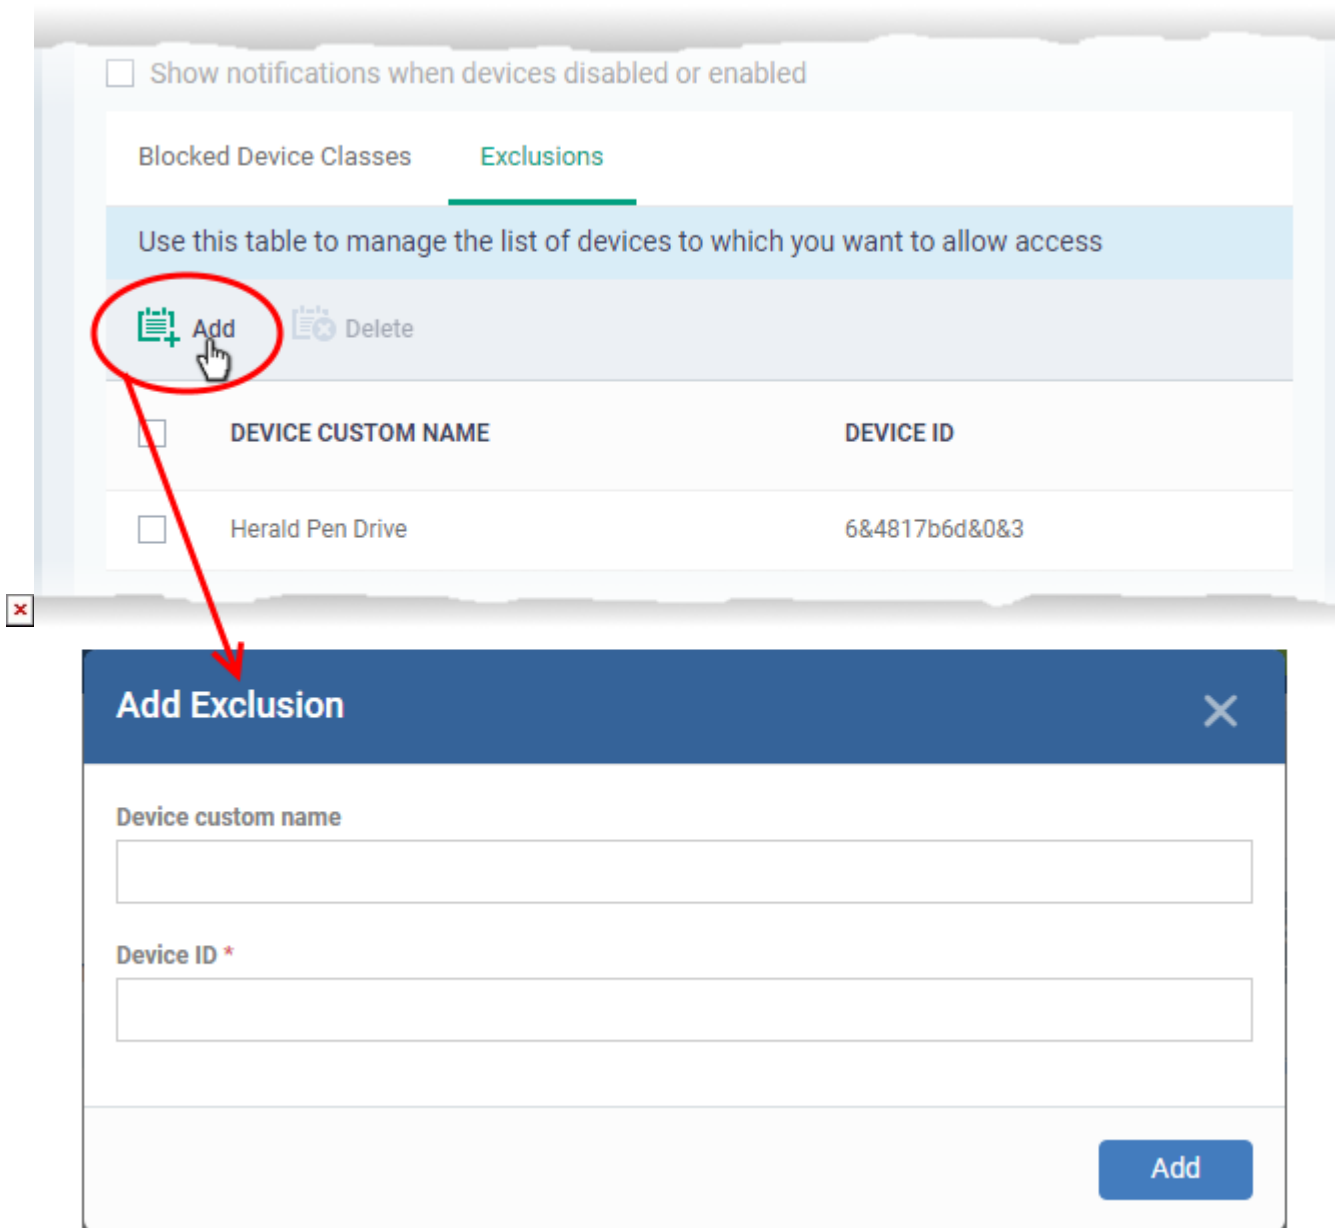 Show notifications when devices disabled or enabled
Blocked Device Classes Exclusions
Use this table to manage the list of devices to which you want to allow access
Add Delete
DEVICE CUSTOM NAME DEVICE ID
Herald Pen Drive 6&4817b6d&0&3
Add Exclusion
Device custom name
Device ID *
Add